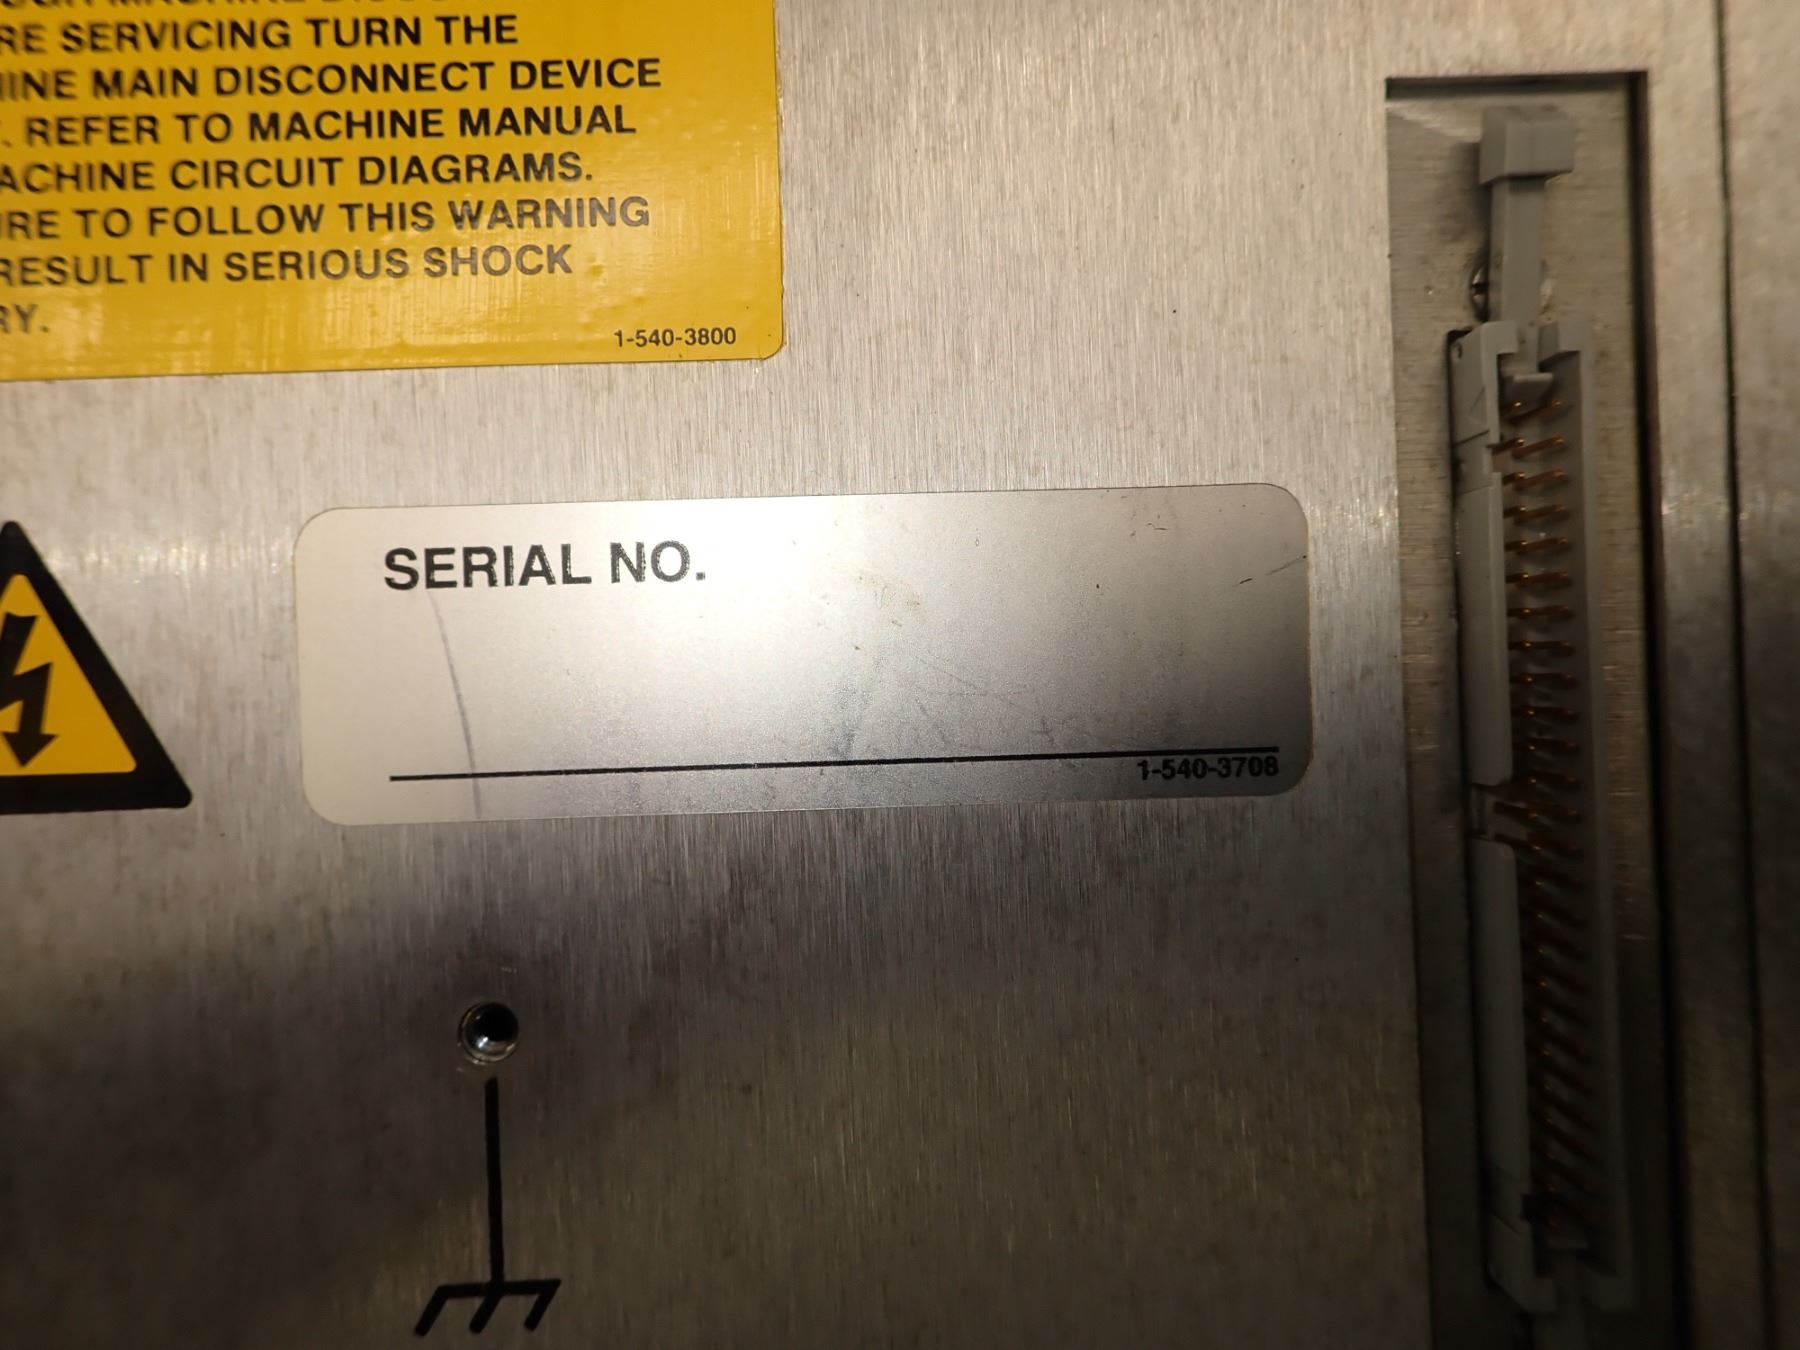 RE SERVICING TURN THE
INE MAIN DISCONNECT DEVICE
. REFER TO MACHINE MANUAL
ACHINE CIRCUIT DIAGRAMS.
RE TO FOLLOW THIS WARNING
RESULT IN SERIOUS SHOCK
RY.
1-540-3800
SERIAL NO.
1-540-3708